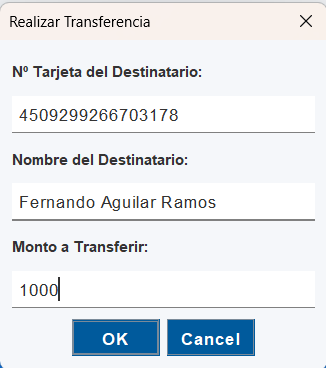 Realizar Transferencia
Nº Tarjeta del Destinatario:
4509299266703178
Nombre del Destinatario:
Fernando Aguilar Ramos
Monto a Transferir:
1000
OK Cancel